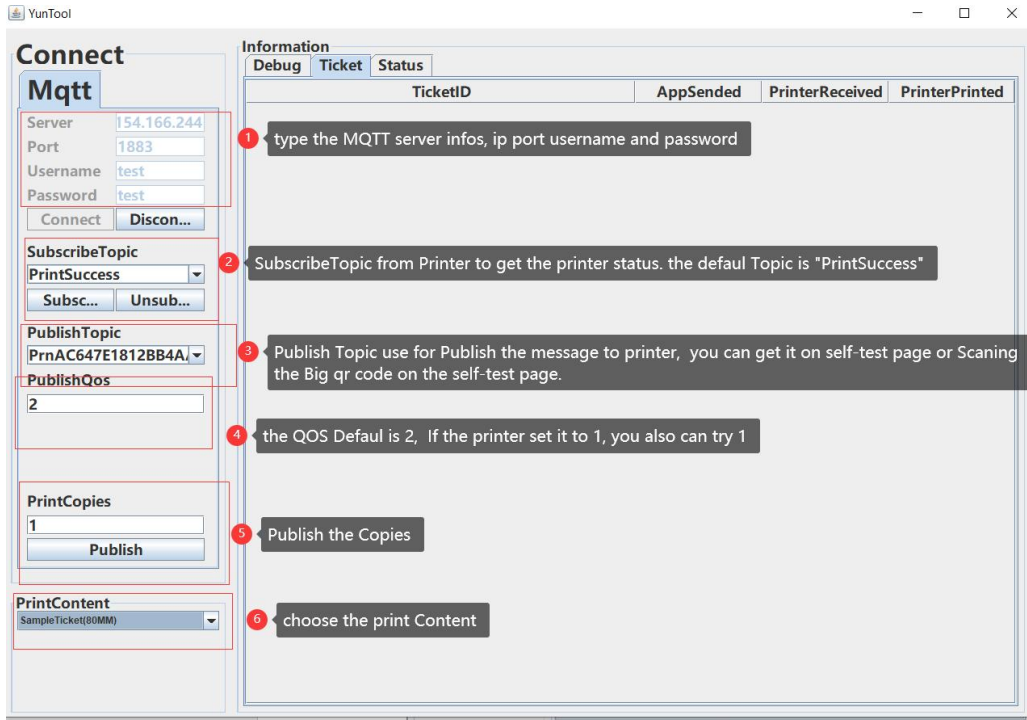 YunTool
Connect
Mqtt
Server 154.166.244
Port 1883
Username test
Password test
Connect Discon...
SubscribeTopic
PrintSuccess
Subsc... Unsub...
PublishTopic
PrnAC647E1812BB4A
PublishQos
2
PrintCopies
1
Publish
PrintContent
SampleTicket(80MM)
Information
Debug Ticket Status
TicketID AppSended PrinterReceived PrinterPrinted
1 type the MQTT server infos, ip port username and password
2 SubscribeTopic from Printer to get the printer status. the defaul Topic is "PrintSuccess"
3 Publish Topic use for Publish the message to printer, you can get it on self-test page or Scaning
the Big qr code on the self-test page.
4 the QOS Defaul is 2, If the printer set it to 1, you also can try 1
5 Publish the Copies
6 choose the print Content